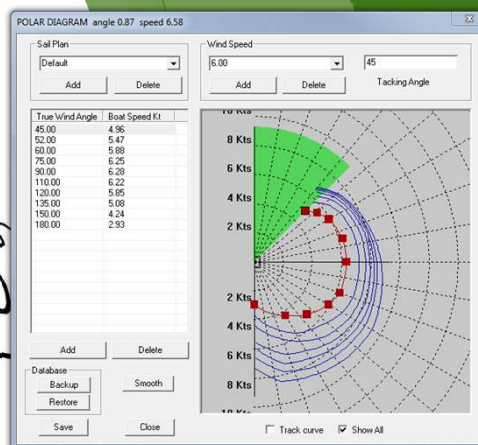 POLAR DIAGRAM angle 0.87 speed 6.58
x
Sail Plan
Default
Add
Delete
Wind Speed
6.00
Add
Delete
45
Tacking Angle
True Wind Angle
Boat Speed Kt
45.00 4.96
52.00 5.47
60.00 5.88
75.00 6.25
90.00 6.28
110.00 6.22
120.00 5.85
135.00 5.08
150.00 4.24
180.00 2.93
10 Kts
8 Kts
6 Kts
4 Kts
2 Kts
2 Kts
4 Kts
6 Kts
8 Kts
10 Kts
Add
Delete
Database
Backup
Restore
Smooth
Save
Close
Track curve
Show All